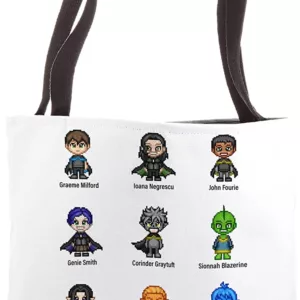 Graeme Milford
Ioana Negrescu
John Fourie
Genie Smith
Corinder Graytuft
Sionnah Blazerine